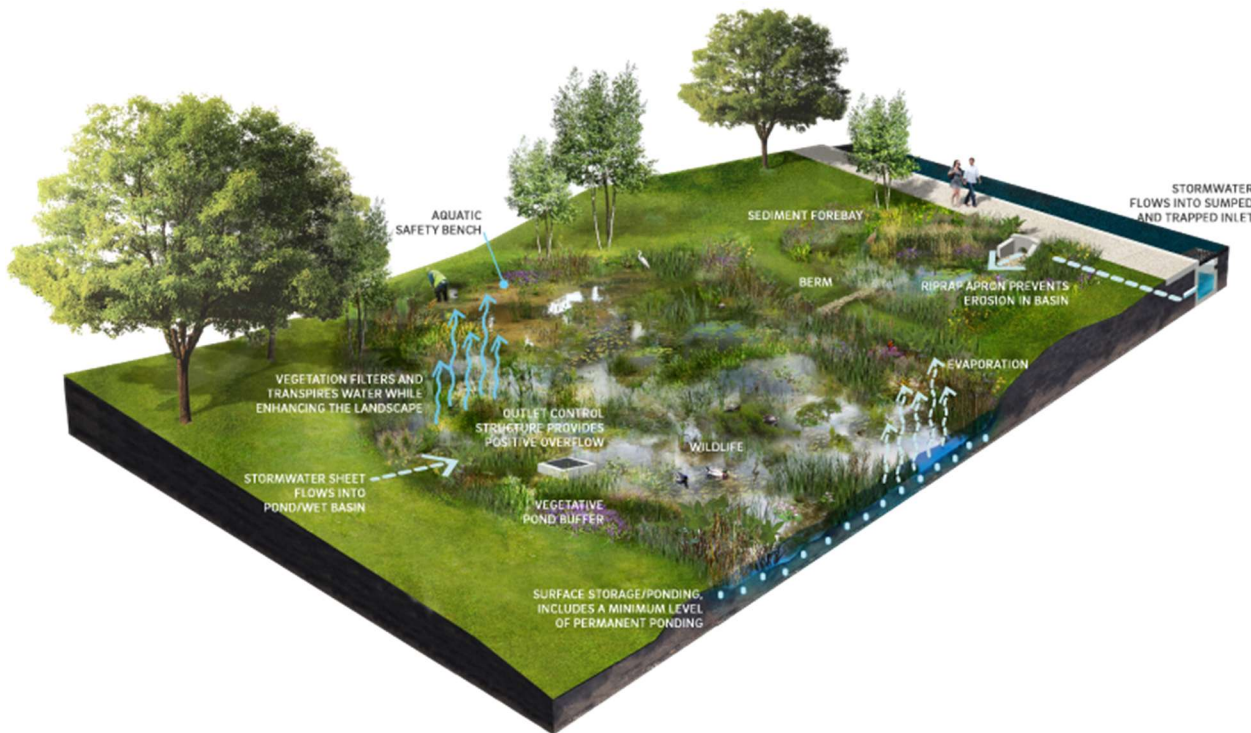 AQUATIC
SAFETY BENCH
SEDIMENT FOREBAY
STORMWATER
FLOWS INTO SUMPED
AND TRAPPED INLET
BERM
RIPRAP APRON PREVENTS
EROSION IN BASIN
EVAPORATION
VEGETATION FILTERS AND
TRANSPIRES WATER WHILE
ENHANCING THE LANDSCAPE
OUTLET CONTROL
STRUCTURE PROVIDES
POSITIVE OVERFLOW
WILDLIFE
STORMWATER SHEET
FLOWS INTO
POND/WET BASIN
VEGETATIVE
POND BUFFER
SURFACE STORAGE/PONDING,
INCLUDES A MINIMUM LEVEL
OF PERMANENT PONDING